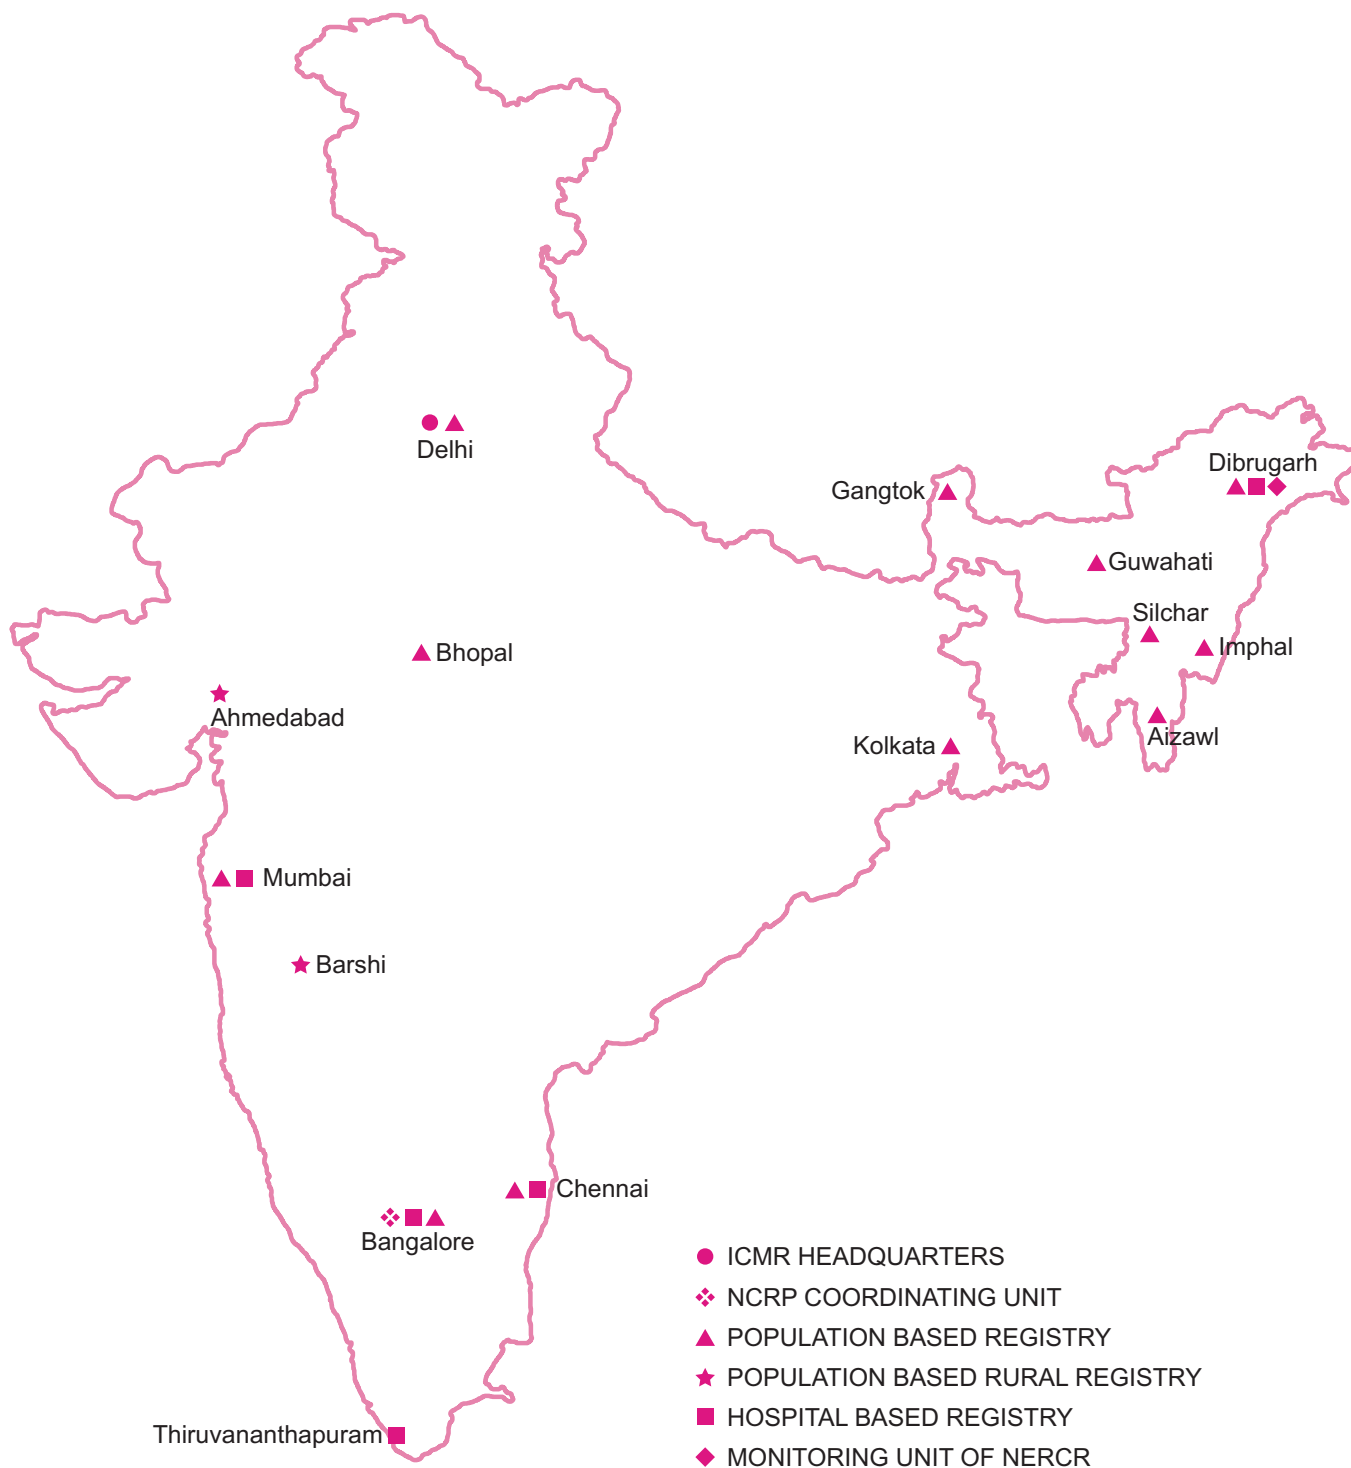 Delhi
Dibrugarh
Gangtok
Guwahati
Silchar
Imphal
Bhopal
Ahmedabad
Aizawl
Kolkata
Mumbai
Barshi
Chennai
Bangalore
ICMR HEADQUARTERS
NCRP COORDINATING UNIT
POPULATION BASED REGISTRY
POPULATION BASED RURAL REGISTRY
HOSPITAL BASED REGISTRY
Thiruvananthapuram
MONITORING UNIT OF NERCR